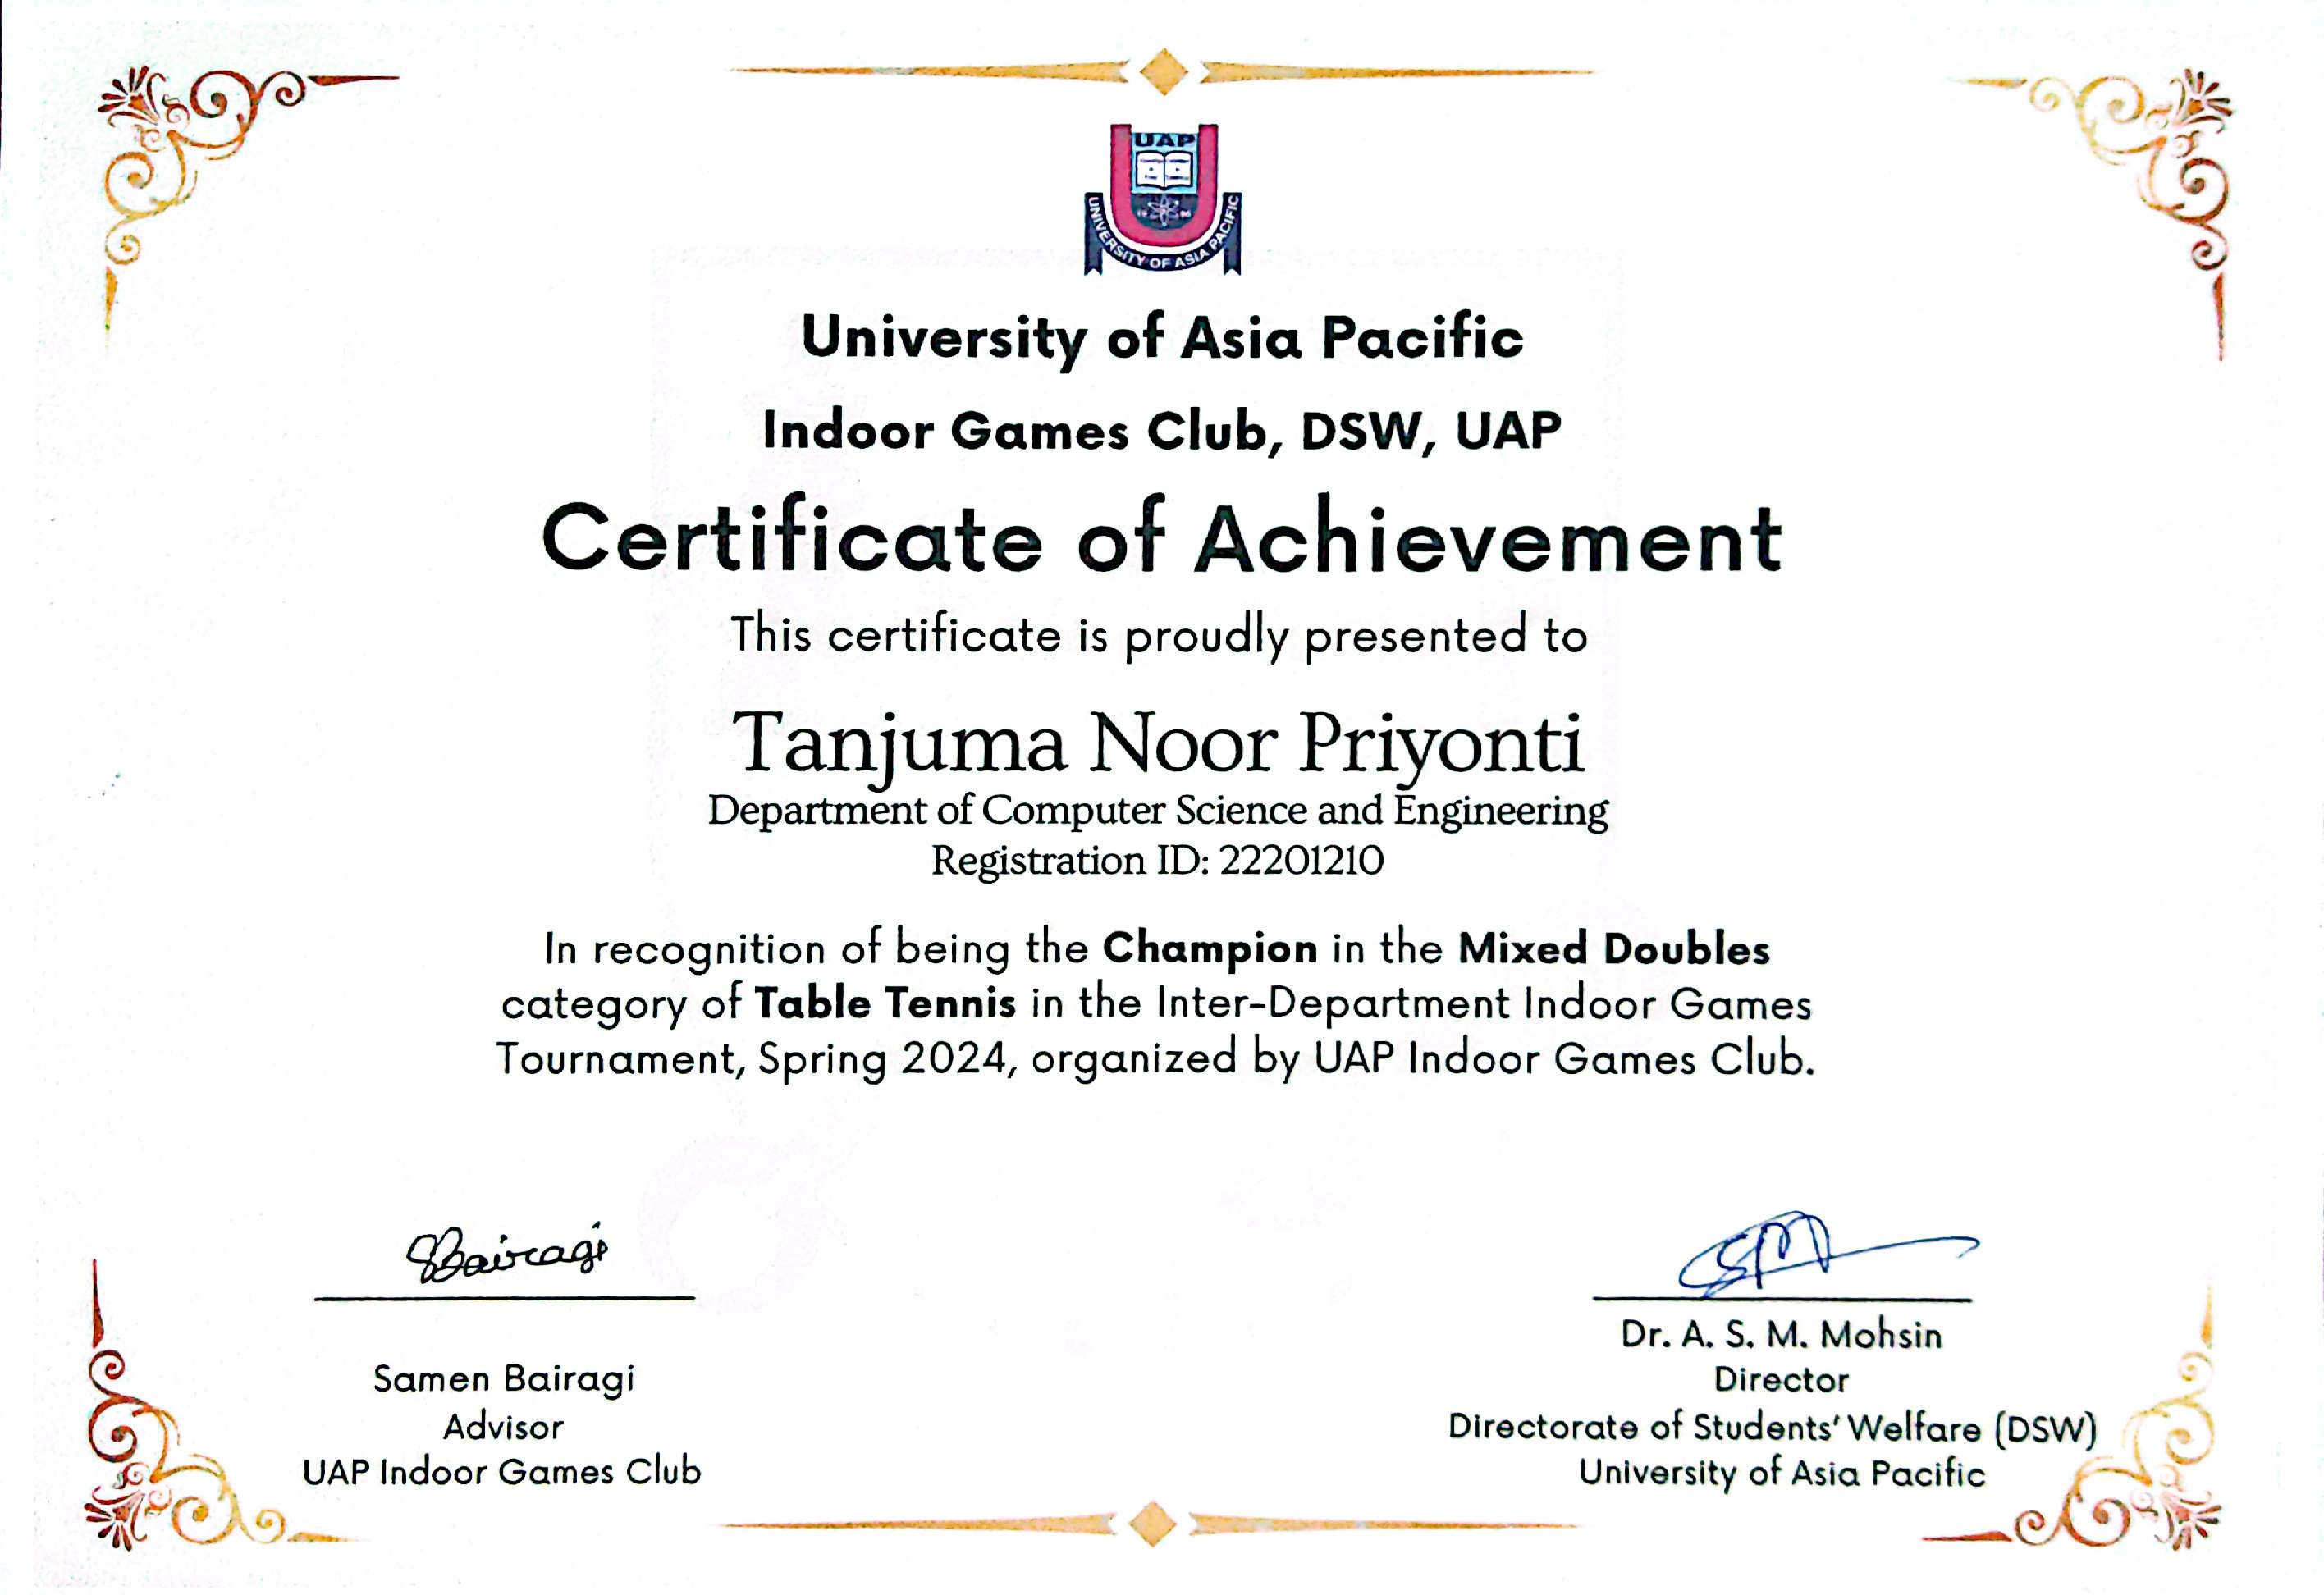 UAP
UNIVERSITY OF ASIA PACIFIC
University of Asia Pacific
Indoor Games Club, DSW, UAP
Certificate of Achievement
This certificate is proudly presented to
Tanjuma Noor Priyonti
Department of Computer Science and Engineering
Registration ID: 22201210
In recognition of being the Champion in the Mixed Doubles
category of Table Tennis in the Inter-Department Indoor Games
Tournament, Spring 2024, organized by UAP Indoor Games Club.
SBairagi
Samen Bairagi
Advisor
UAP Indoor Games Club
Dr. A. S. M. Mohsin
Director
Directorate of Students' Welfare (DSW)
University of Asia Pacific